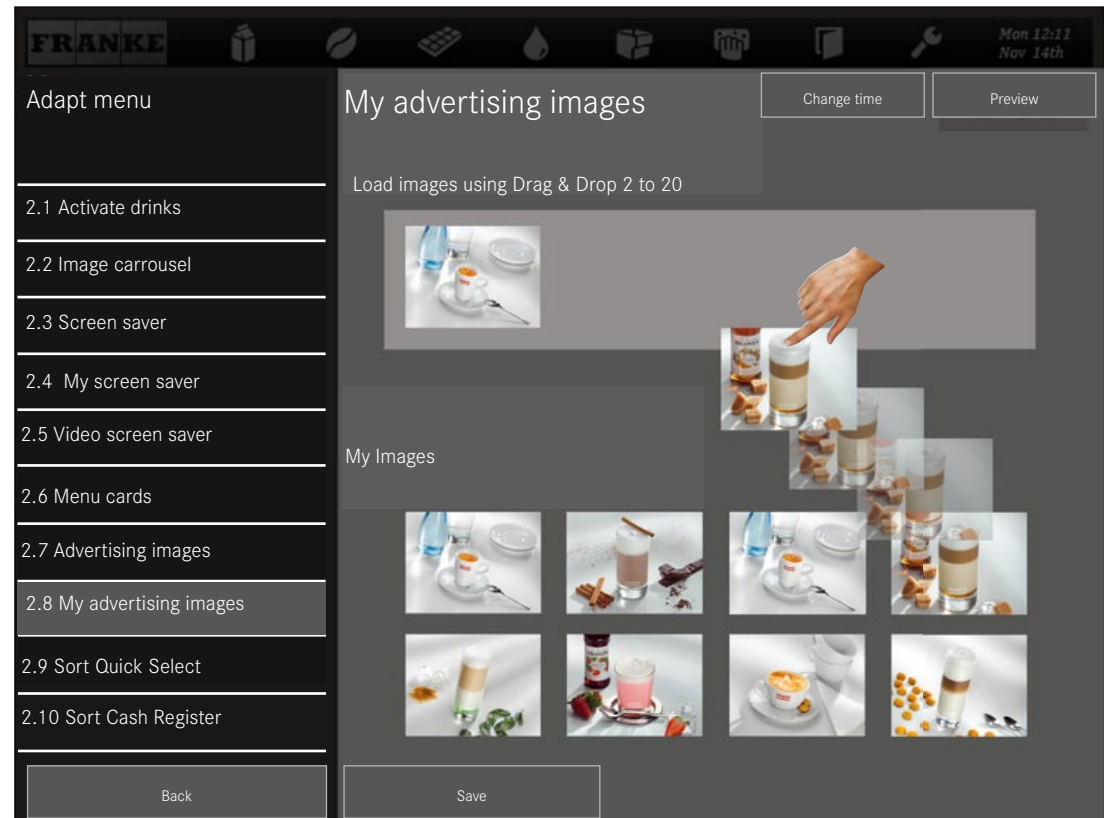 FRANKE
Mon 12:11
Nov 14th
Adapt menu
My advertising images
Change time
Preview
Load images using Drag & Drop 2 to 20
2.1 Activate drinks
2.2 Image carrousel
2.3 Screen saver
2.4 My screen saver
2.5 Video screen saver
My Images
2.6 Menu cards
2.7 Advertising images
2.8 My advertising images
2.9 Sort Quick Select
2.10 Sort Cash Register
Back
Save